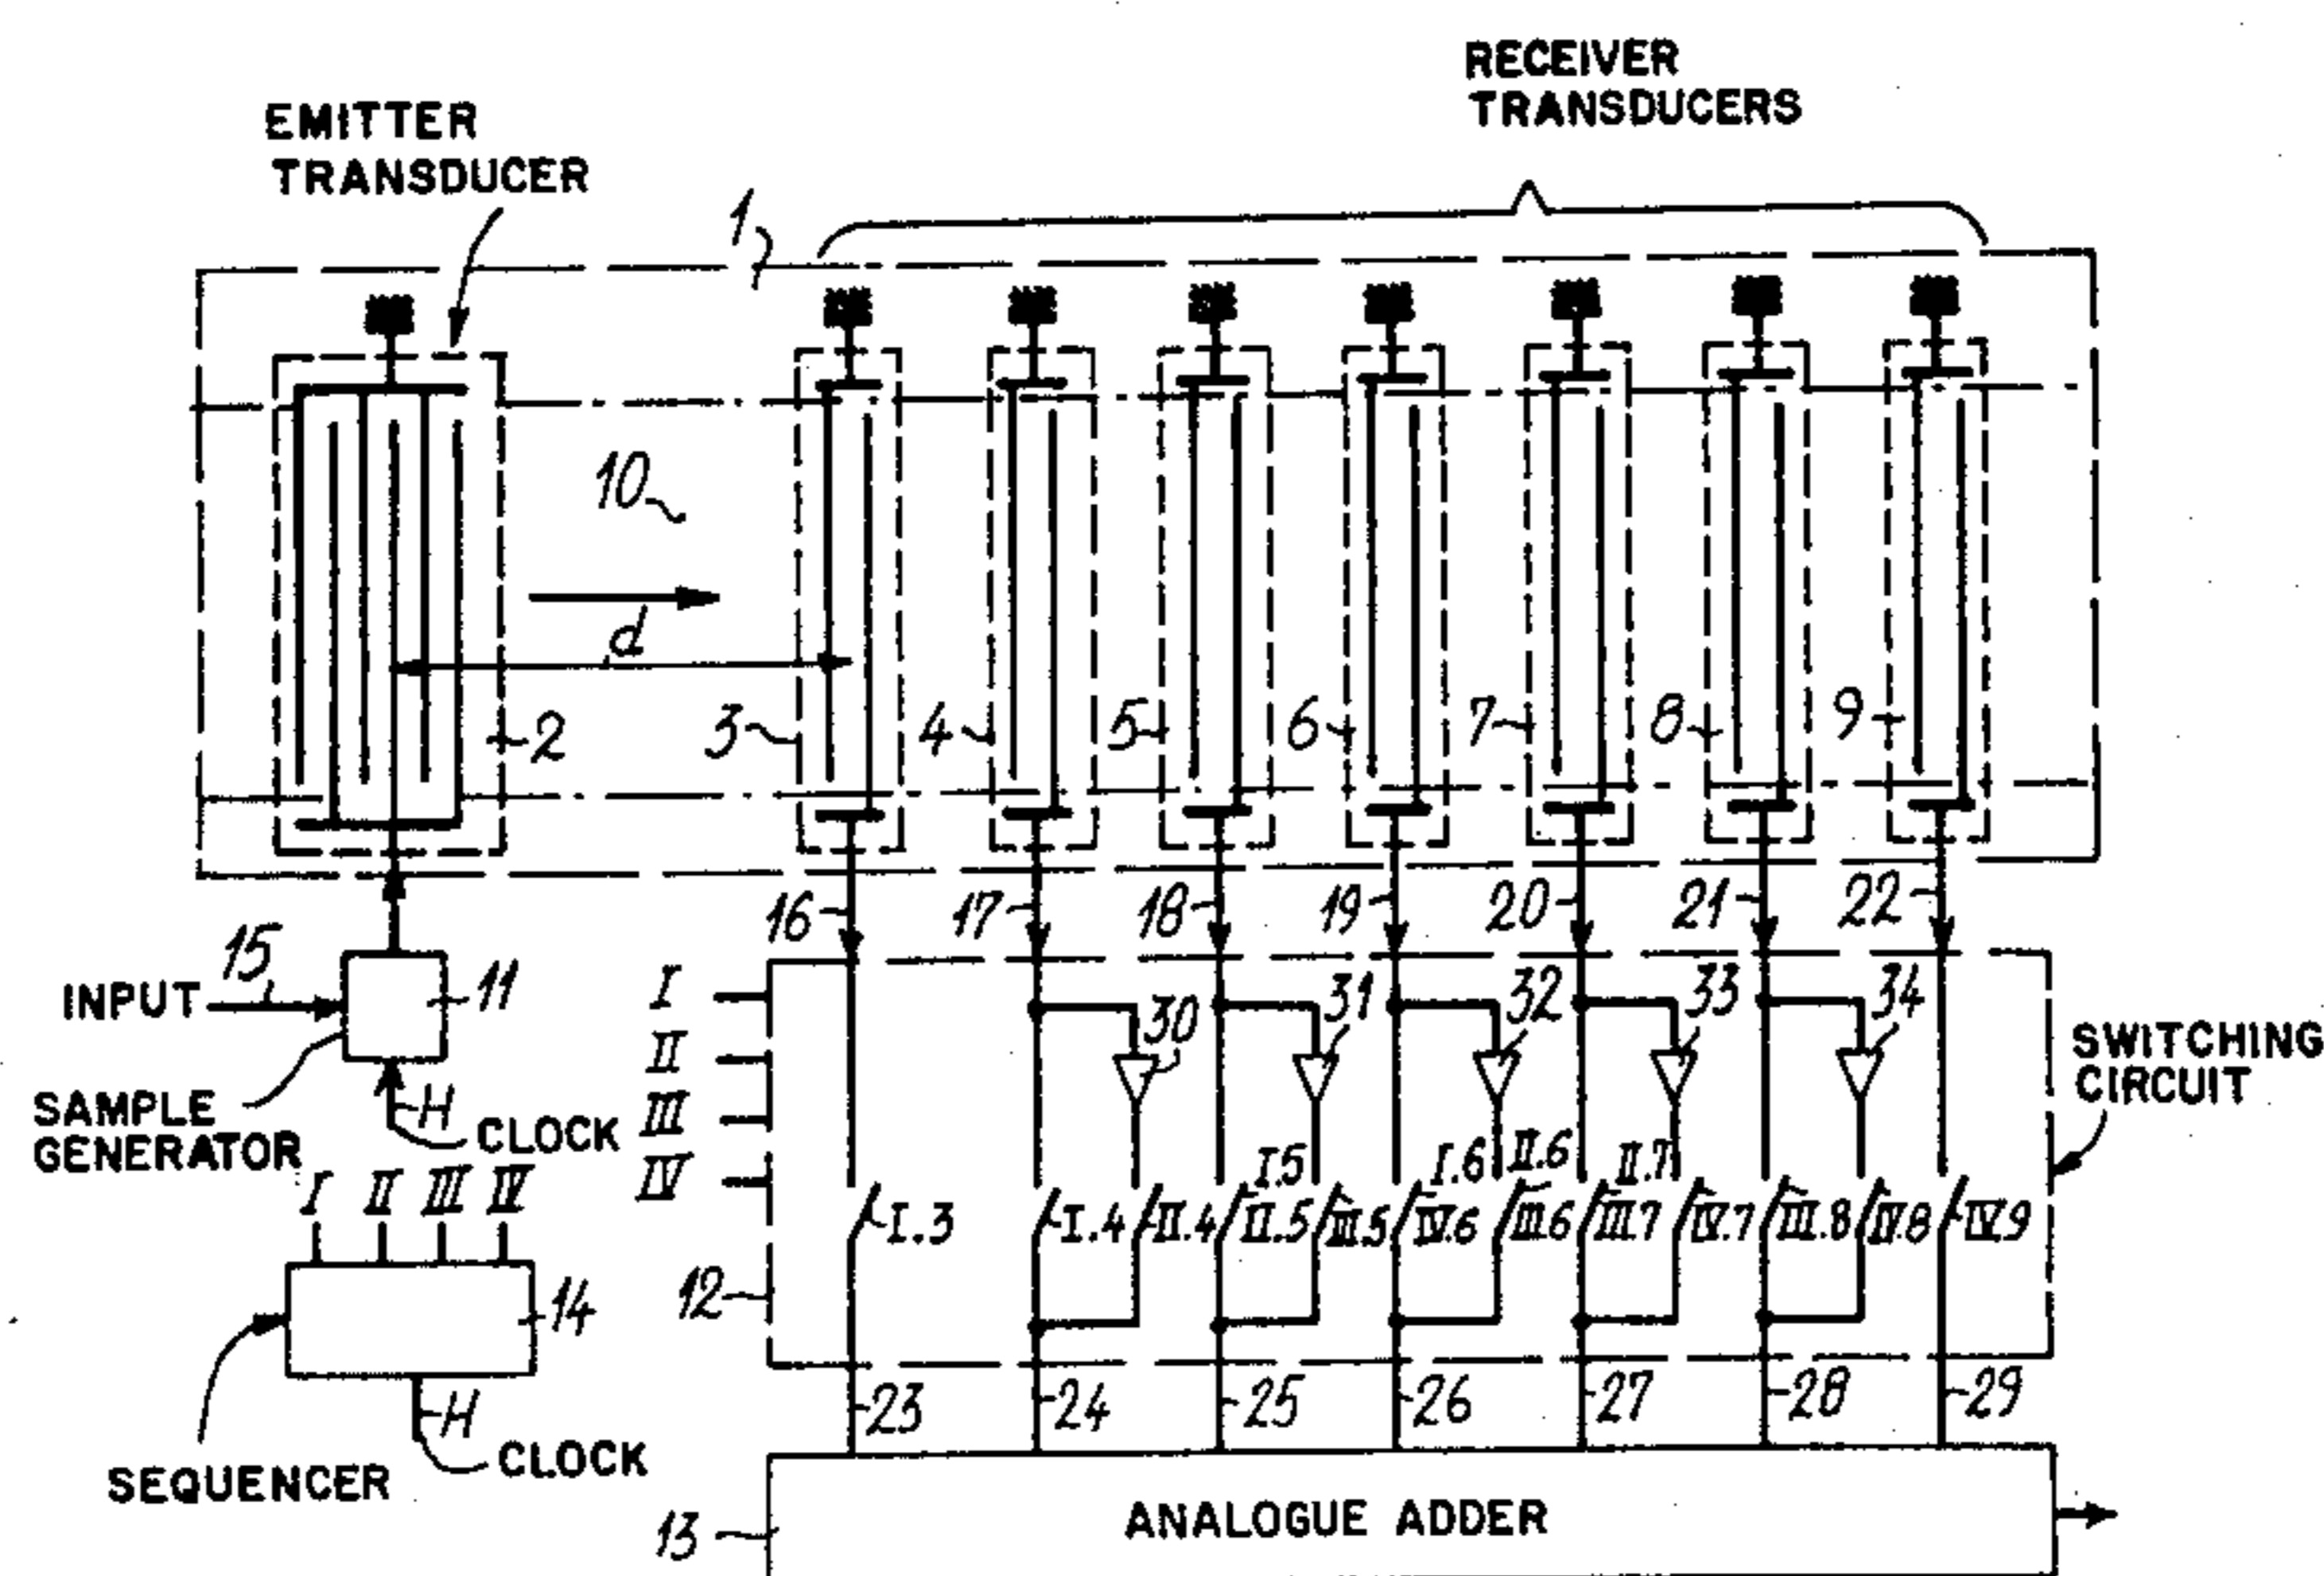 RECEIVER
TRANSDUCERS
EMITTER
TRANSDUCER
1
10
d
2
3
4
5
6
7
8
9
16
17
18
19
20
21
22
INPUT
15
11
SAMPLE
GENERATOR
H
CLOCK
I
II
III
IV
30
31
32
33
34
SWITCHING
CIRCUIT
I.5
I.6
II.6
II.7
I.3
I.4
II.4
II.5
III.5
IV.6
III.6
III.7
IV.7
III.8
IV.8
IV.9
12
I
II
III
IV
14
H
CLOCK
SEQUENCER
23
24
25
26
27
28
29
13
ANALOGUE ADDER